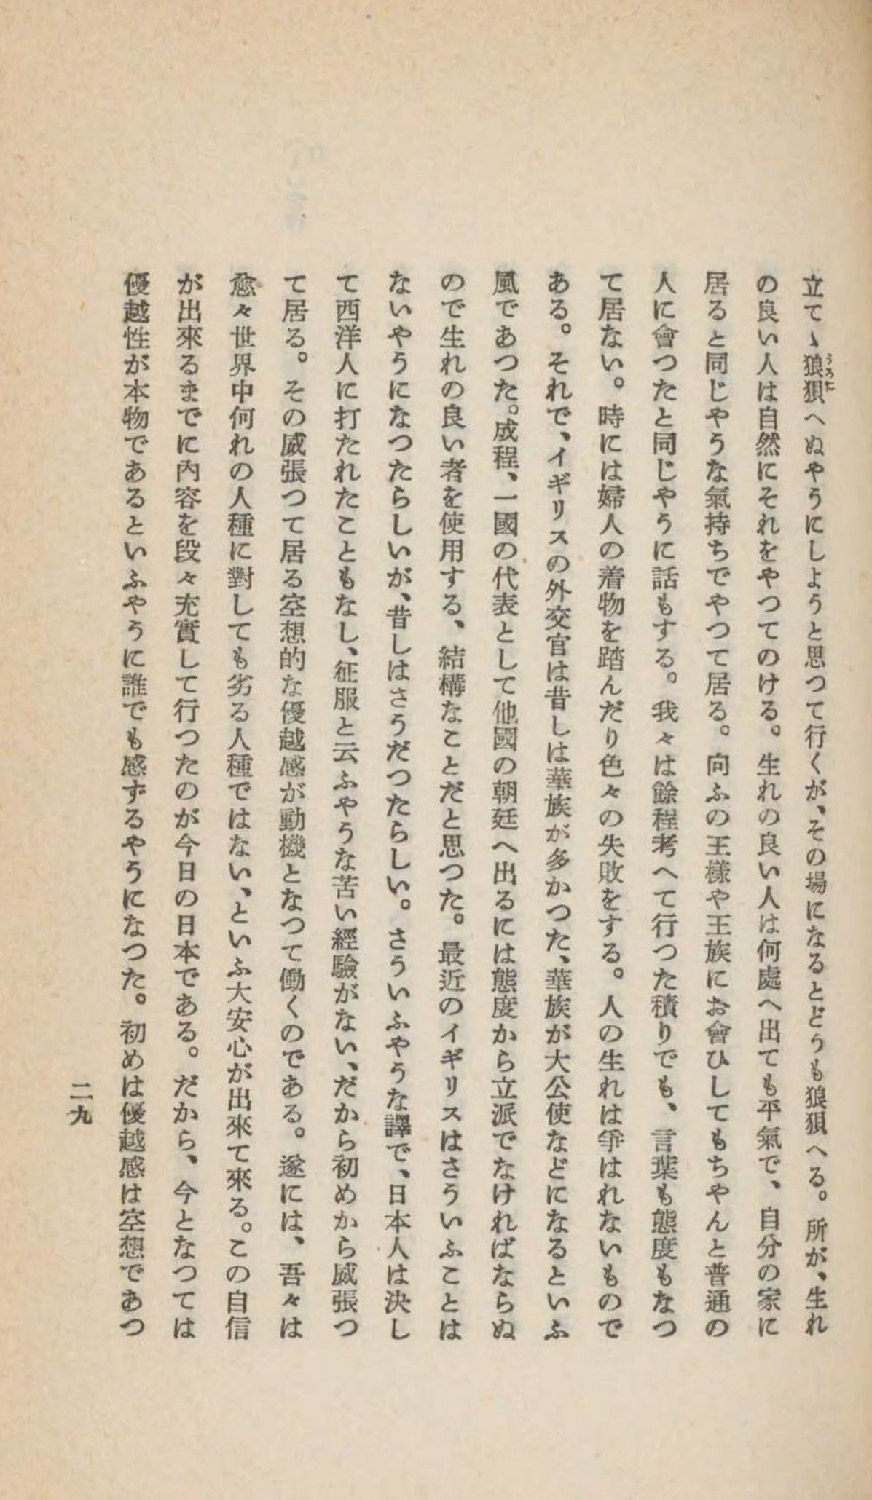 立てゝ狼狽へぬやうにしようと思つて行くが、その場になるとどうも狼狽へる。所が、生れ
の良い人は自然にそれをやつてのける。生れの良い人は何處へ出ても平氣で、自分の家に
居ると同じやうな氣持ちでやつて居る。向ふの王樣や王族にお會ひしてもちやんと普通の
人に會つたと同じやうに話もする。我々は餘程考へて行つた積りでも、言葉も態度もなつ
て居ない。時には婦人の着物を踏んだり色々の失敗をする。人の生れは爭はれないもので
ある。それで、イギリスの外交官は昔しは華族が多かつた、華族が大公使などになるといふ
風であつた。成程、一國の代表として他國の朝廷へ出るには態度から立派でなければならぬ
ので生れの良い者を使用する、結構なことだと思つた。最近のイギリスはさういふことは
ないやうになつたらしいが、昔しはさうだつたらしい。さういふやうな譯で、日本人は決し
て西洋人に打たれたこともなし、征服と云ふやうな苦い經驗がない、だから初めから威張つ
て居る。その威張つて居る空想的な優越感が動機となつて働くのである。遂には、吾々は
愈々世界中何れの人種に對しても劣る人種ではない、といふ大安心が出來て來る。この自信
が出來るまでに內容を段々充實して行つたのが今日の日本である。だから、今となつては
優越性が本物であるといふやうに誰でも感ずるやうになつた。初めは優越感は空想であつ
二九